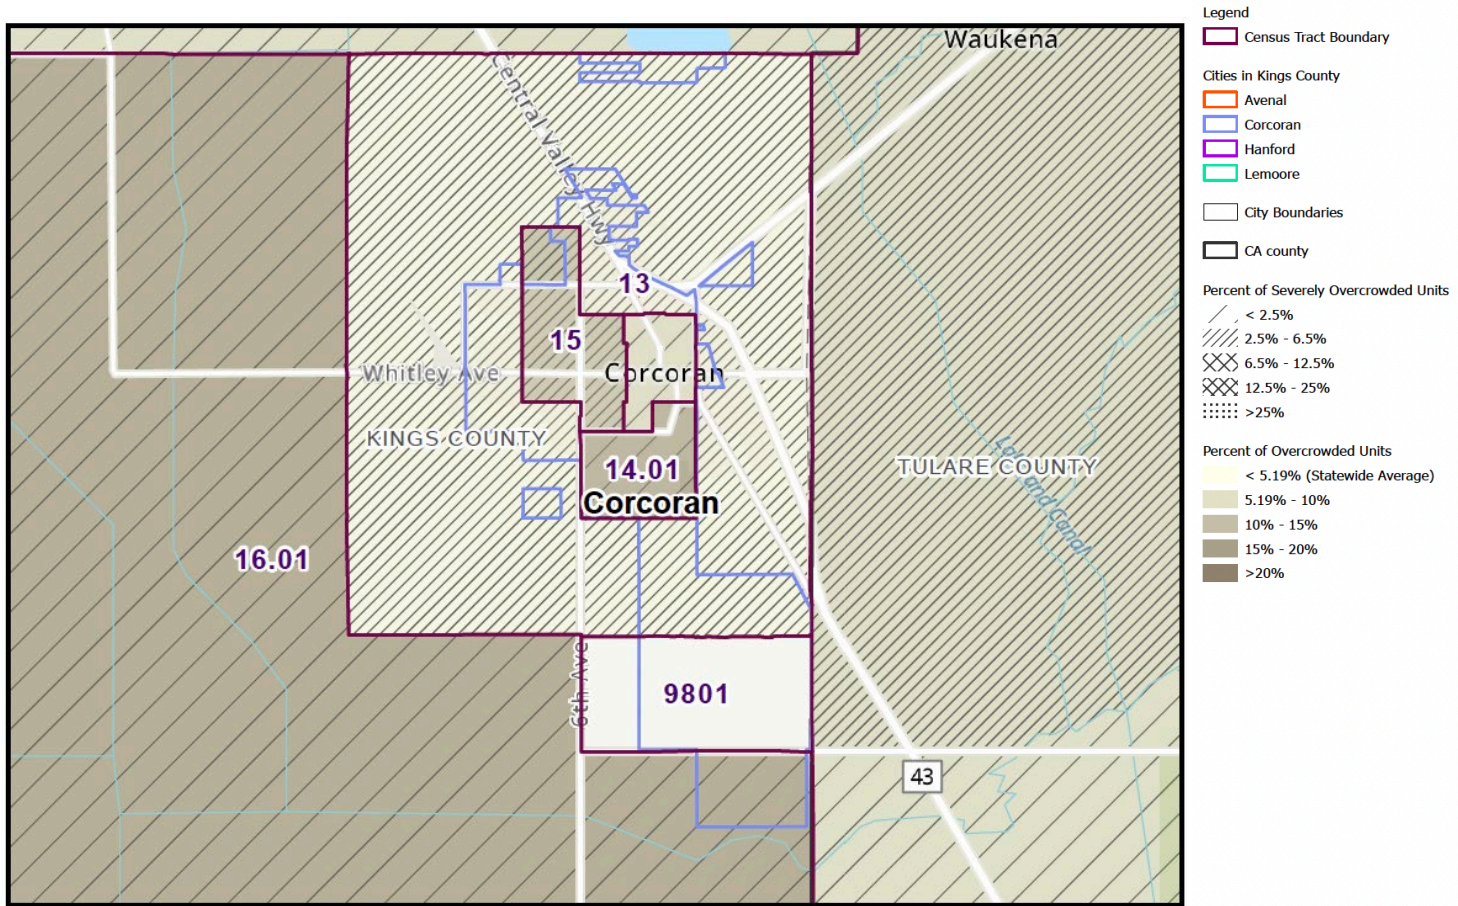 Waukena
Central Valley Hwy
13
15
Whitley Ave
Corcoran
KINGS COUNTY
14.01
Corcoran
TULARE COUNTY
Lakeland Canal
16.01
6th Ave
9801
43
Legend
Census Tract Boundary
Cities in Kings County
Avenal
Corcoran
Hanford
Lemoore
City Boundaries
CA county
Percent of Severely Overcrowded Units
< 2.5%
2.5% - 6.5%
6.5% - 12.5%
12.5% - 25%
>25%
Percent of Overcrowded Units
< 5.19% (Statewide Average)
5.19% - 10%
10% - 15%
15% - 20%
>20%